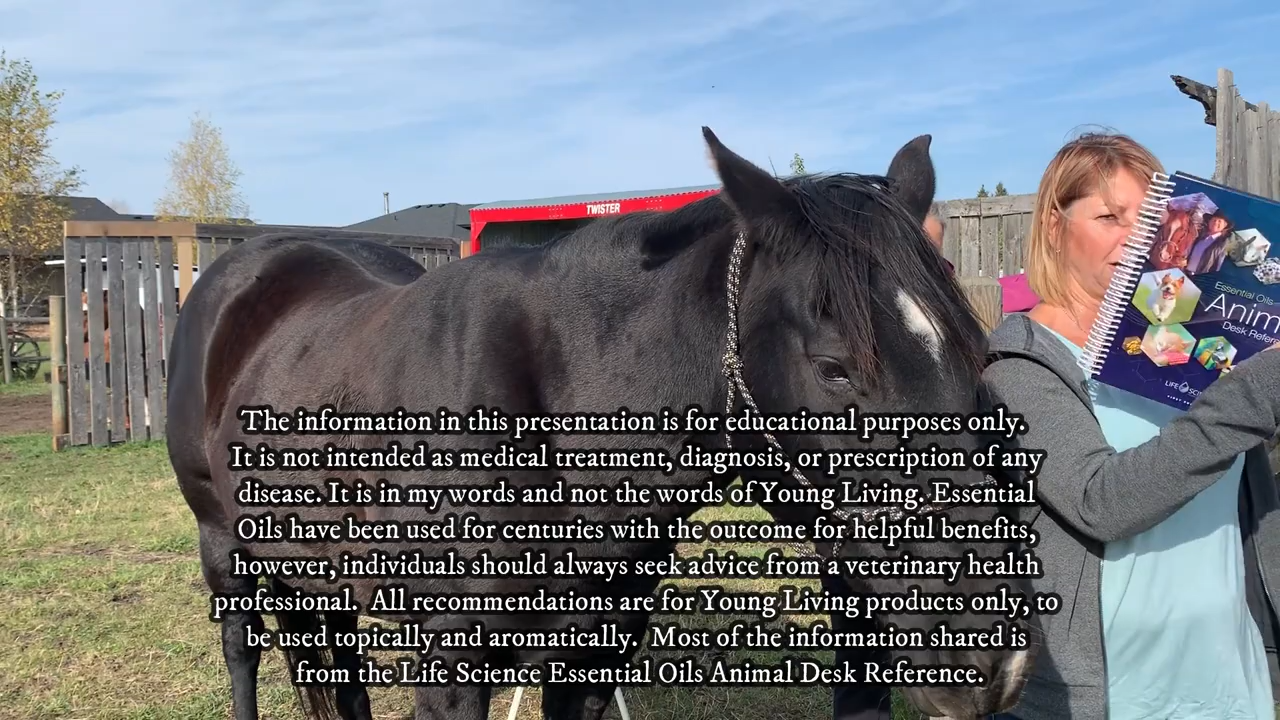 TWISTER
Essential Oils
Desk
LIFE
The information in this presentation is for educational purposes only.
It is not intended as medical treatment, diagnosis, or prescription of any
disease. It is in my words and not the words of Young Living. Essential
Oils have been used for centuries with the outcome for helpful benefits,
however, individuals should always seek advice from a veterinary health
professional. All recommendations are for Young Living products only, to
be used topically and aromatically. Most of the information shared is
from the Life Science Essential Oils Animal Desk Reference.